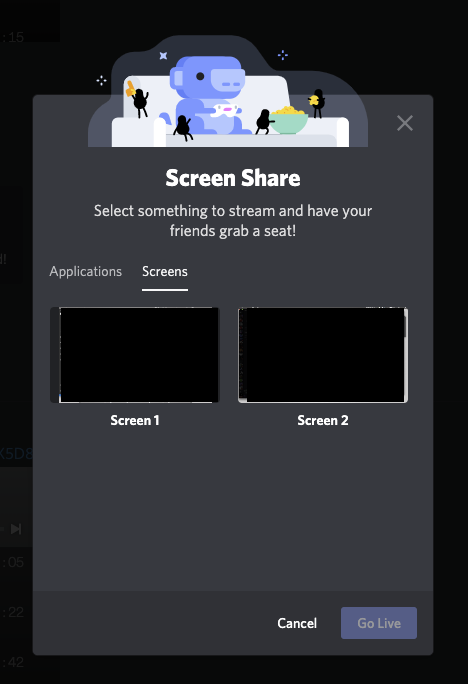 :15
Screen Share
Select something to stream and have your
friends grab a seat!
d!
Applications
Screens
Screen 1
Screen 2
X5D8
:05
:22
Cancel
Go Live
:42